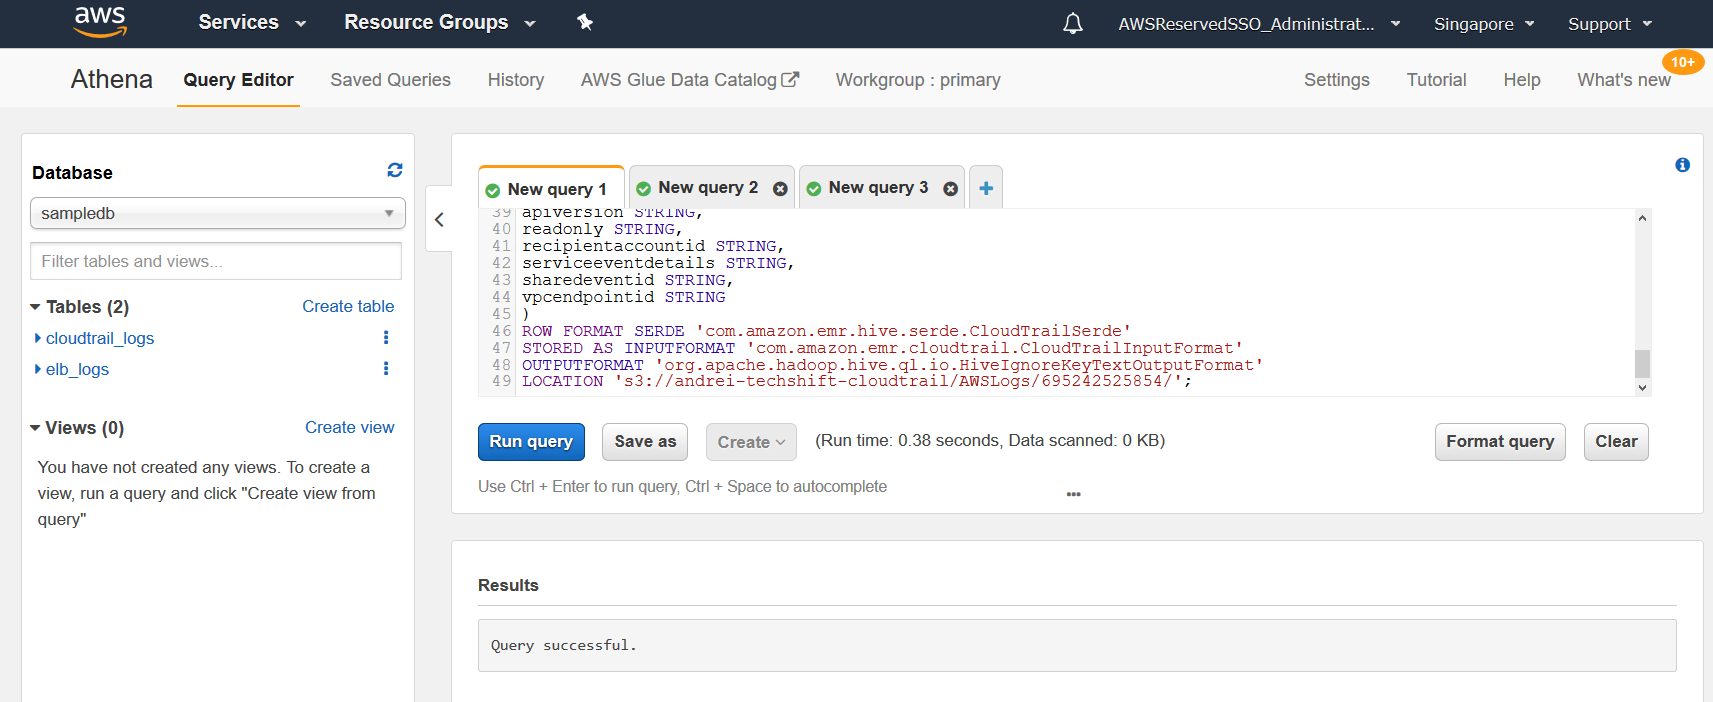 aws Services Resource Groups AWSReservedSSO_Administrat... Singapore Support
Athena Query Editor Saved Queries History AWS Glue Data Catalog Workgroup : primary Settings Tutorial Help What's new 10+
Database
sampledb
Filter tables and views...
Tables (2) Create table
cloudtrail_logs
elb_logs
Views (0) Create view
You have not created any views. To create a
view, run a query and click "Create view from
query"
New query 1 New query 2 New query 3
39 apiversion STRING,
40 readonly STRING,
41 recipientaccountid STRING,
42 serviceeventdetails STRING,
43 sharedeventid STRING,
44 vpcendpointid STRING
45 )
46 ROW FORMAT SERDE 'com.amazon.emr.hive.serde.CloudTrailSerde'
47 STORED AS INPUTFORMAT 'com.amazon.emr.cloudtrail.CloudTrailInputFormat'
48 OUTPUTFORMAT 'org.apache.hadoop.hive.ql.io.HiveIgnoreKeyTextOutputFormat'
49 LOCATION 's3://andrei-techshift-cloudtrail/AWSLogs/695242525854/';
Run query Save as Create (Run time: 0.38 seconds, Data scanned: 0 KB) Format query Clear
Use Ctrl + Enter to run query, Ctrl + Space to autocomplete
Results
Query successful.